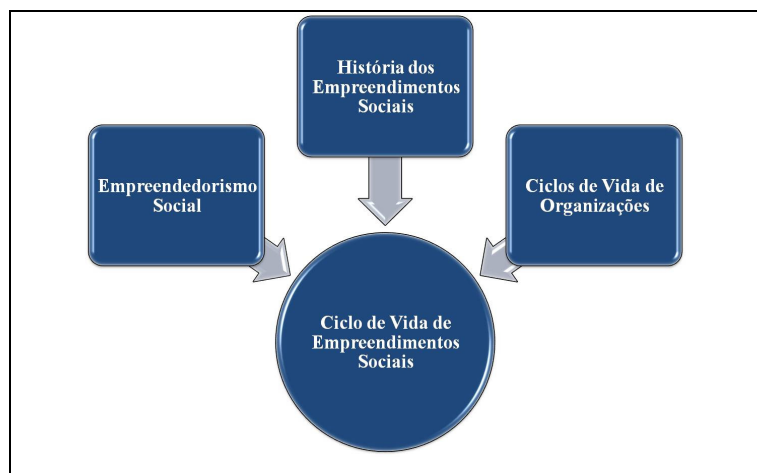 História dos
Empreendimentos
Sociais
Empreendedorismo
Social
Ciclos de Vida de
Organizações
Ciclo de Vida de
Empreendimentos
Sociais